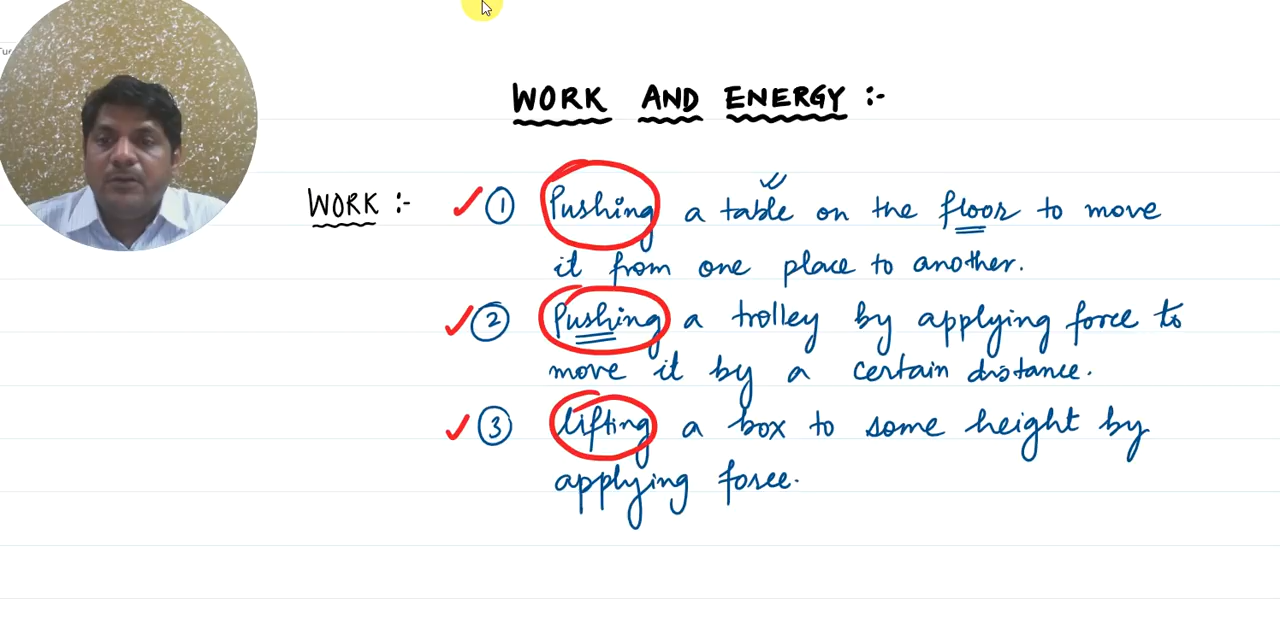 WORK AND ENERGY :-
WORK :- ① Pushing a table on the floor to move
it from one place to another.
② Pushing a trolley by applying force to
move it by a certain distance.
③ lifting a box to some height by
applying force.